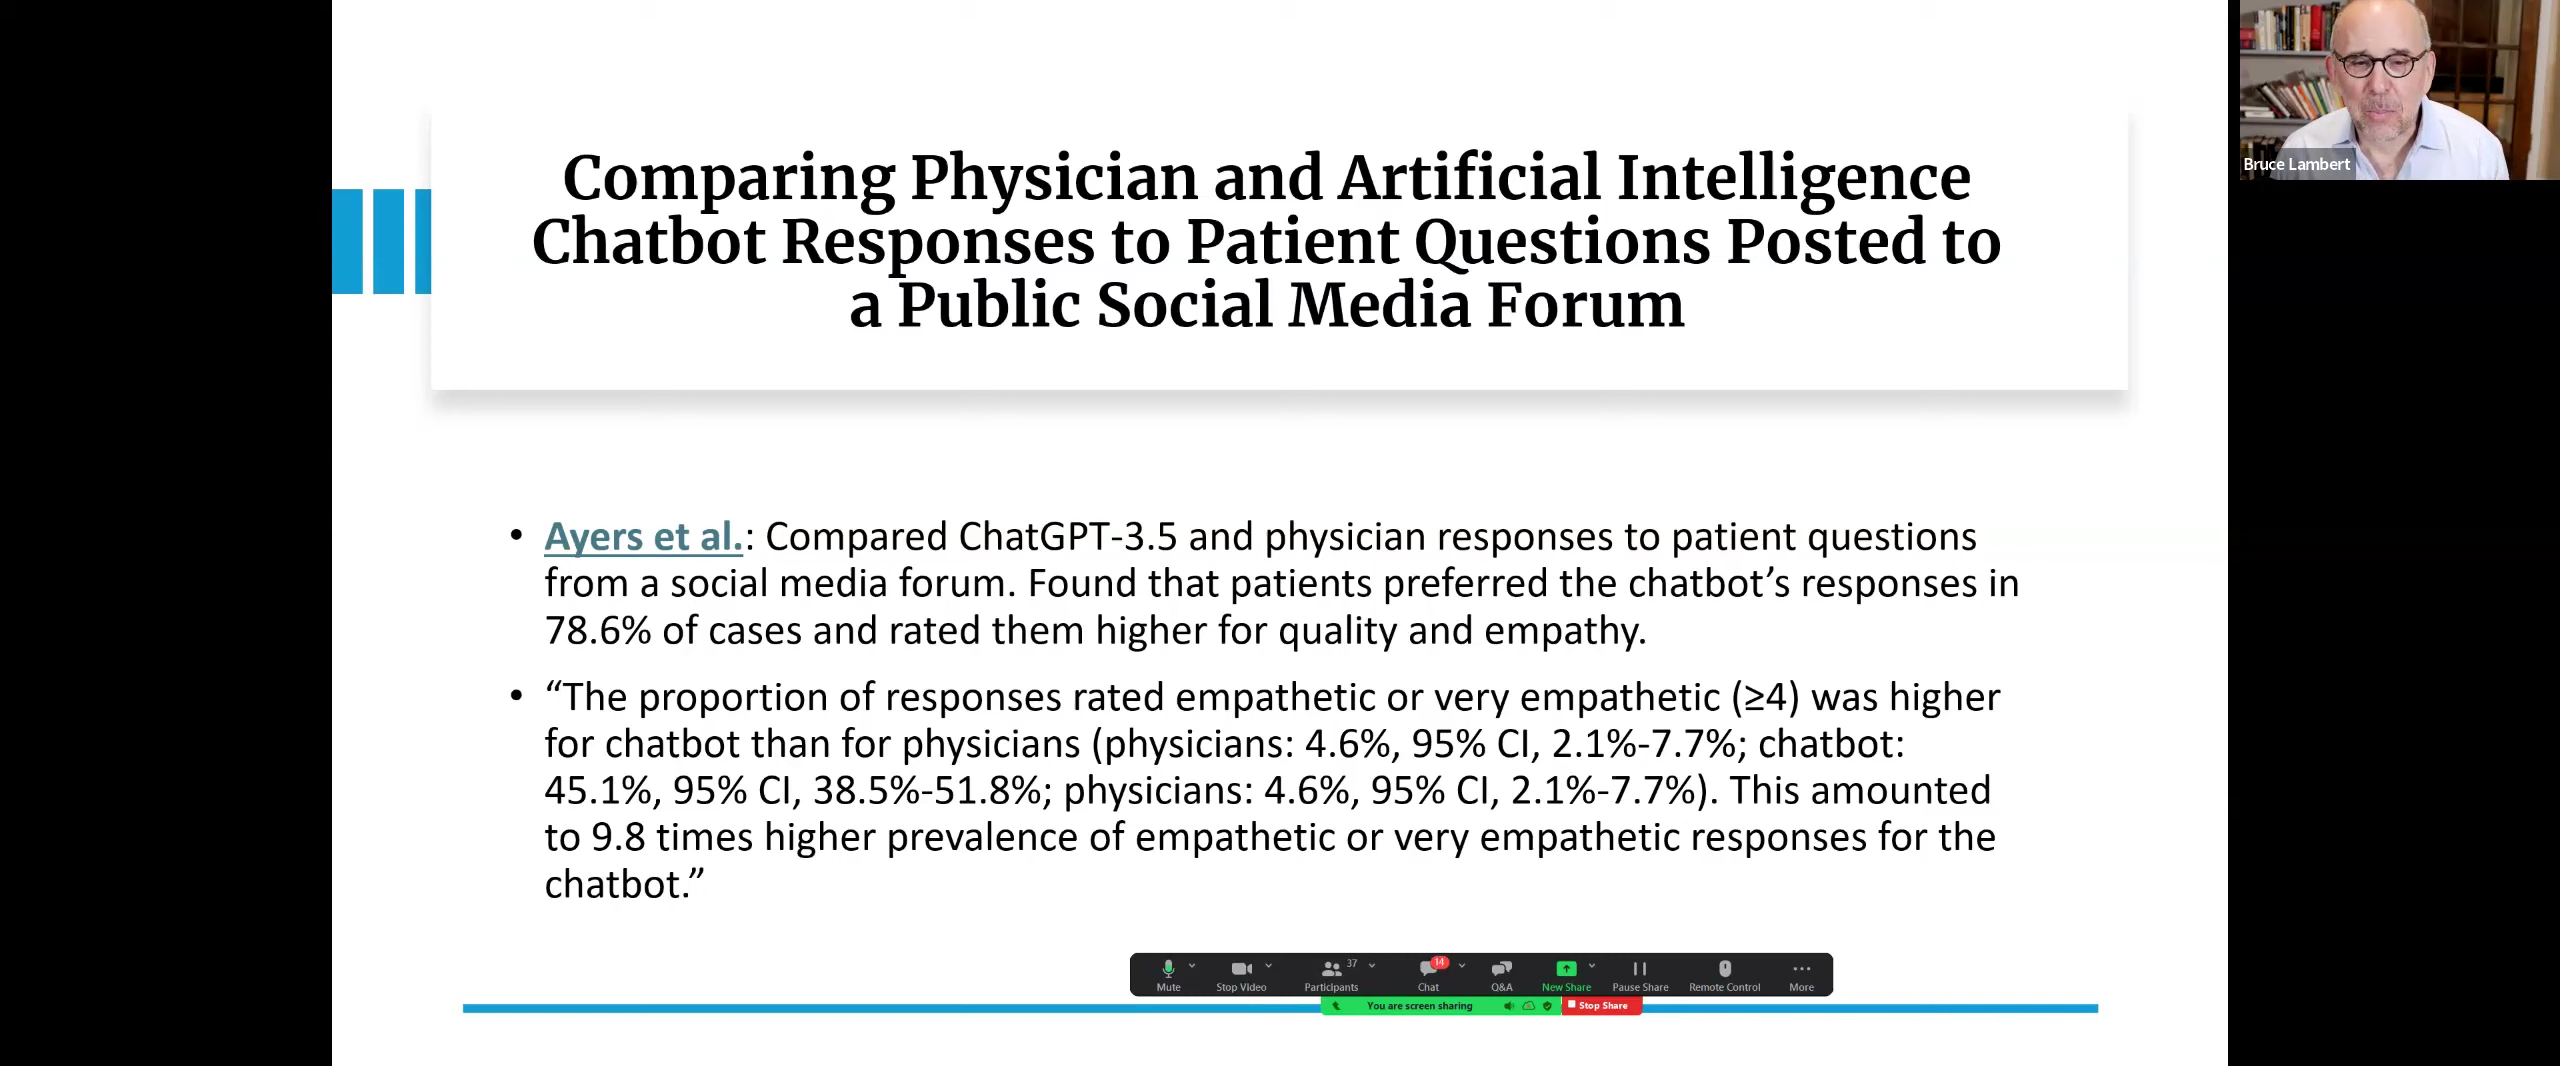 Comparing Physician and Artificial Intelligence
Chatbot Responses to Patient Questions Posted to
a Public Social Media Forum
• Ayers et al.: Compared ChatGPT-3.5 and physician responses to patient questions
from a social media forum. Found that patients preferred the chatbot’s responses in
78.6% of cases and rated them higher for quality and empathy.
• “The proportion of responses rated empathetic or very empathetic (≥4) was higher
for chatbot than for physicians (physicians: 4.6%, 95% CI, 2.1%-7.7%; chatbot:
45.1%, 95% CI, 38.5%-51.8%; physicians: 4.6%, 95% CI, 2.1%-7.7%). This amounted
to 9.8 times higher prevalence of empathetic or very empathetic responses for the
chatbot.”
Bruce Lambert
37
14
Mute Stop Video Participants Chat Q&A New Share Pause Share Remote Control More
You are screen sharing Stop Share